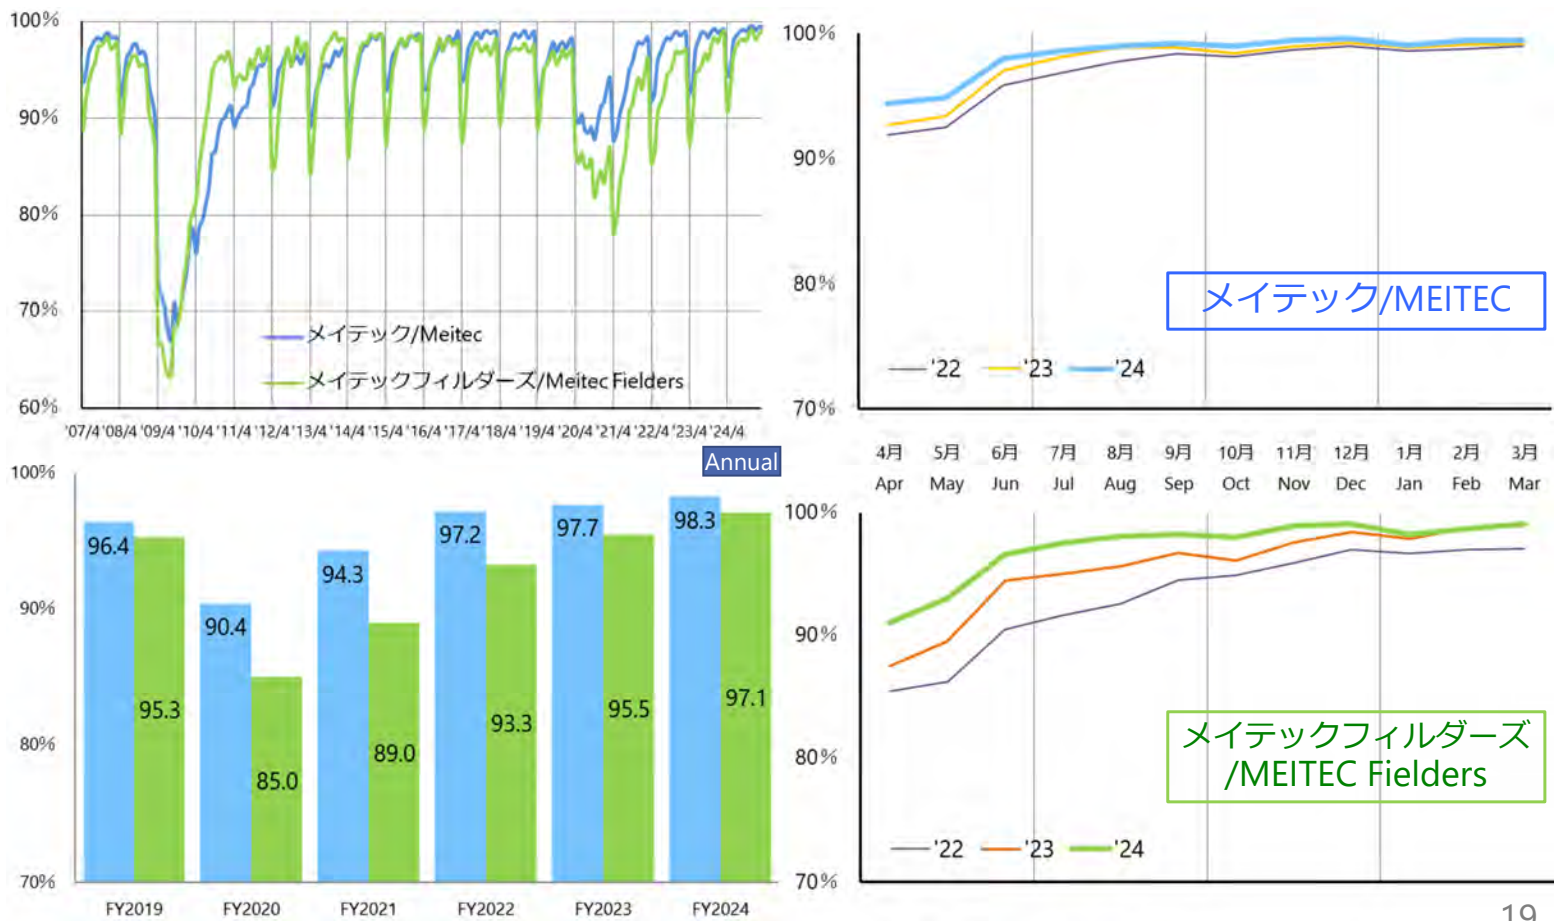 100%
90%
80%
70%
60%
メイテック/Meitec
メイテックフィルダーズ/Meitec Fielders
'07/4 '08/4 '09/4 '10/4 '11/4 '12/4 '13/4 '14/4 '15/4 '16/4 '17/4 '18/4 '19/4 '20/4 '21/4 '22/4 '23/4 '24/4
100%
90%
80%
70%
メイテック/MEITEC
'22 '23 '24
4月 5月 6月 7月 8月 9月 10月 11月 12月 1月 2月 3月
Apr May Jun Jul Aug Sep Oct Nov Dec Jan Feb Mar
Annual
100%
90%
80%
70%
96.4
95.3
90.4
85.0
94.3
89.0
97.2
93.3
97.7
95.5
98.3
97.1
FY2019 FY2020 FY2021 FY2022 FY2023 FY2024
100%
90%
80%
70%
メイテックフィルダーズ
/MEITEC Fielders
'22 '23 '24
19